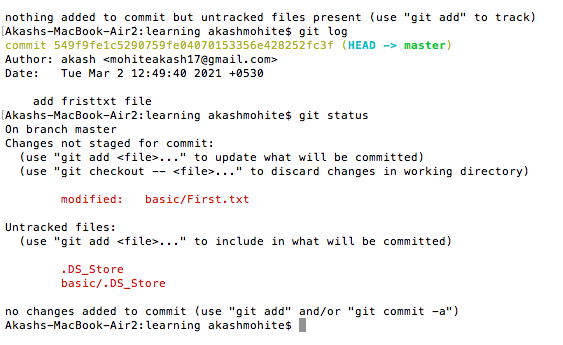 nothing added to commit but untracked files present (use "git add" to track)
[Akashs-MacBook-Air2:learning akashmohite$ git log
commit 549f9fe1c5290759fe04070153356e428252fc3f (HEAD -> master)
Author: akash <mohiteakash17@gmail.com>
Date:   Tue Mar 2 12:49:40 2021 +0530
    add fristtxt file
[Akashs-MacBook-Air2:learning akashmohite$ git status
On branch master
Changes not staged for commit:
  (use "git add <file>..." to update what will be committed)
  (use "git checkout -- <file>..." to discard changes in working directory)
        modified:   basic/First.txt
Untracked files:
  (use "git add <file>..." to include in what will be committed)
        .DS_Store
        basic/.DS_Store
no changes added to commit (use "git add" and/or "git commit -a")
Akashs-MacBook-Air2:learning akashmohite$